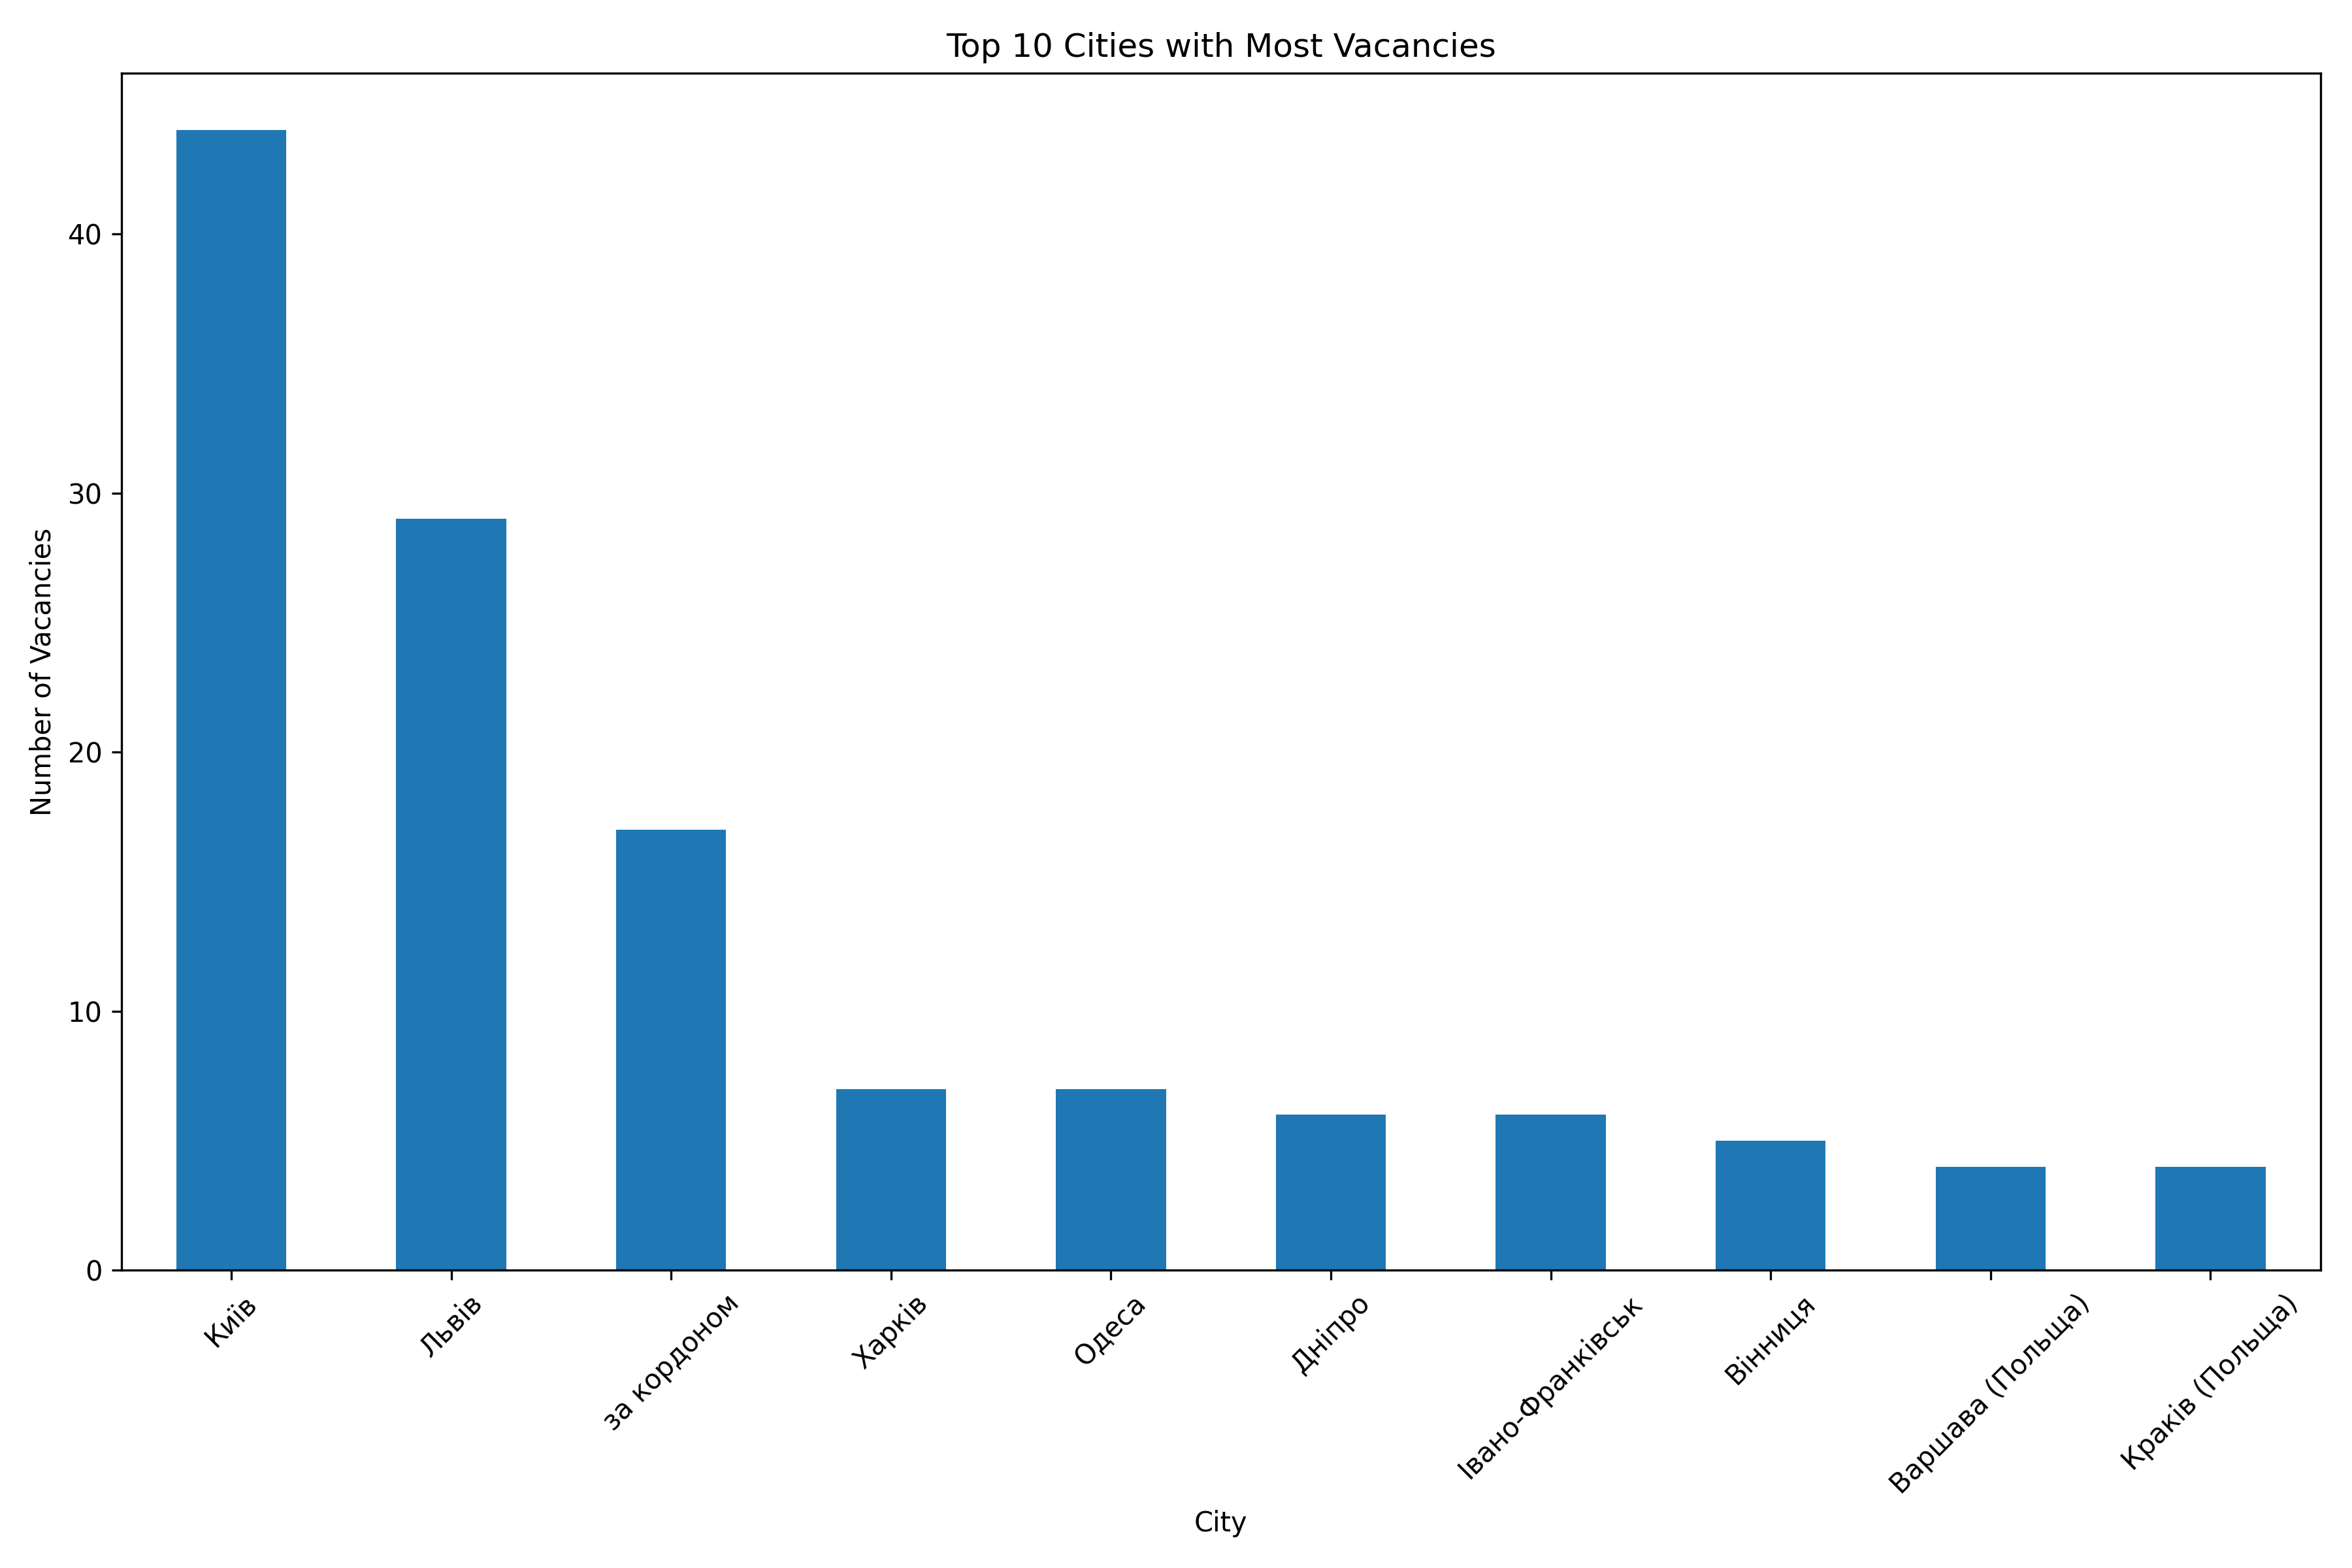 Top 10 Cities with Most Vacancies
Number of Vacancies
40
30
20
10
0
Київ
Львів
за кордоном
Харків
Одеса
Дніпро
Івано-Франківськ
Вінниця
Варшава (Польща)
Краків (Польща)
City